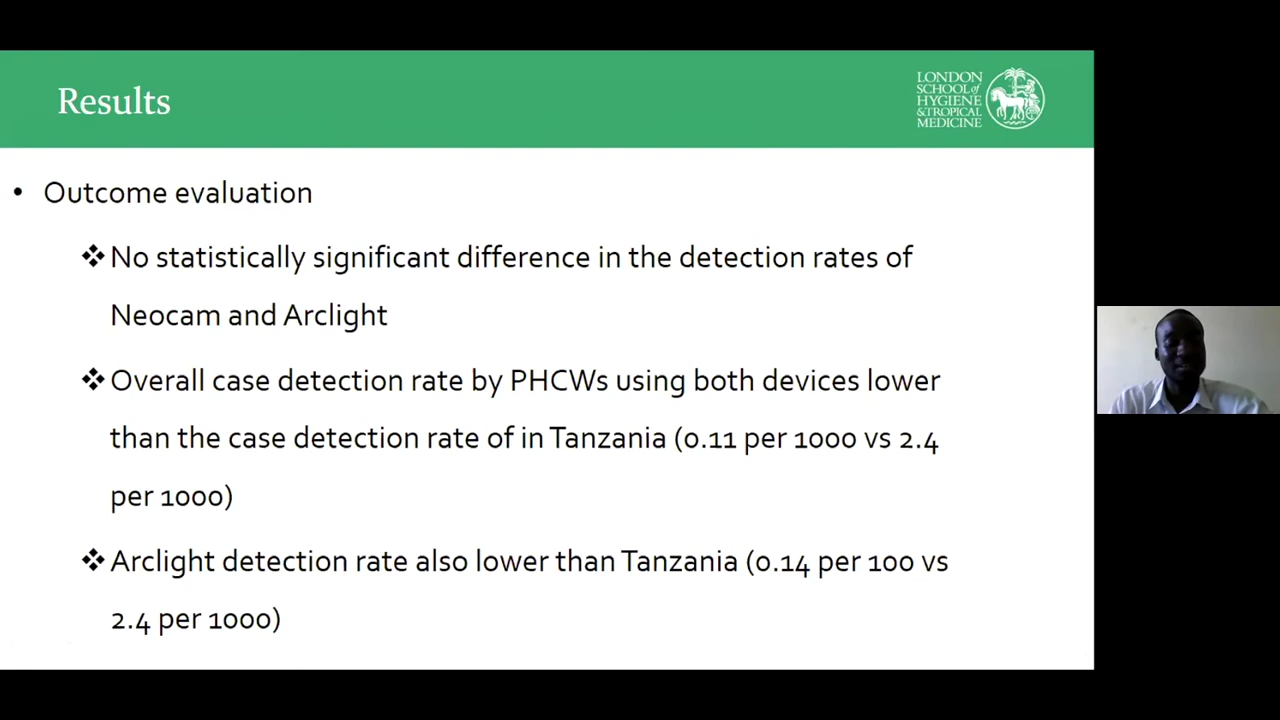 Results
LONDON
SCHOOL of
HYGIENE
& TROPICAL
MEDICINE
• Outcome evaluation
❖ No statistically significant difference in the detection rates of
Neocam and Arclight
❖ Overall case detection rate by PHCWs using both devices lower
than the case detection rate of in Tanzania (0.11 per 1000 vs 2.4
per 1000)
❖ Arclight detection rate also lower than Tanzania (0.14 per 100 vs
2.4 per 1000)